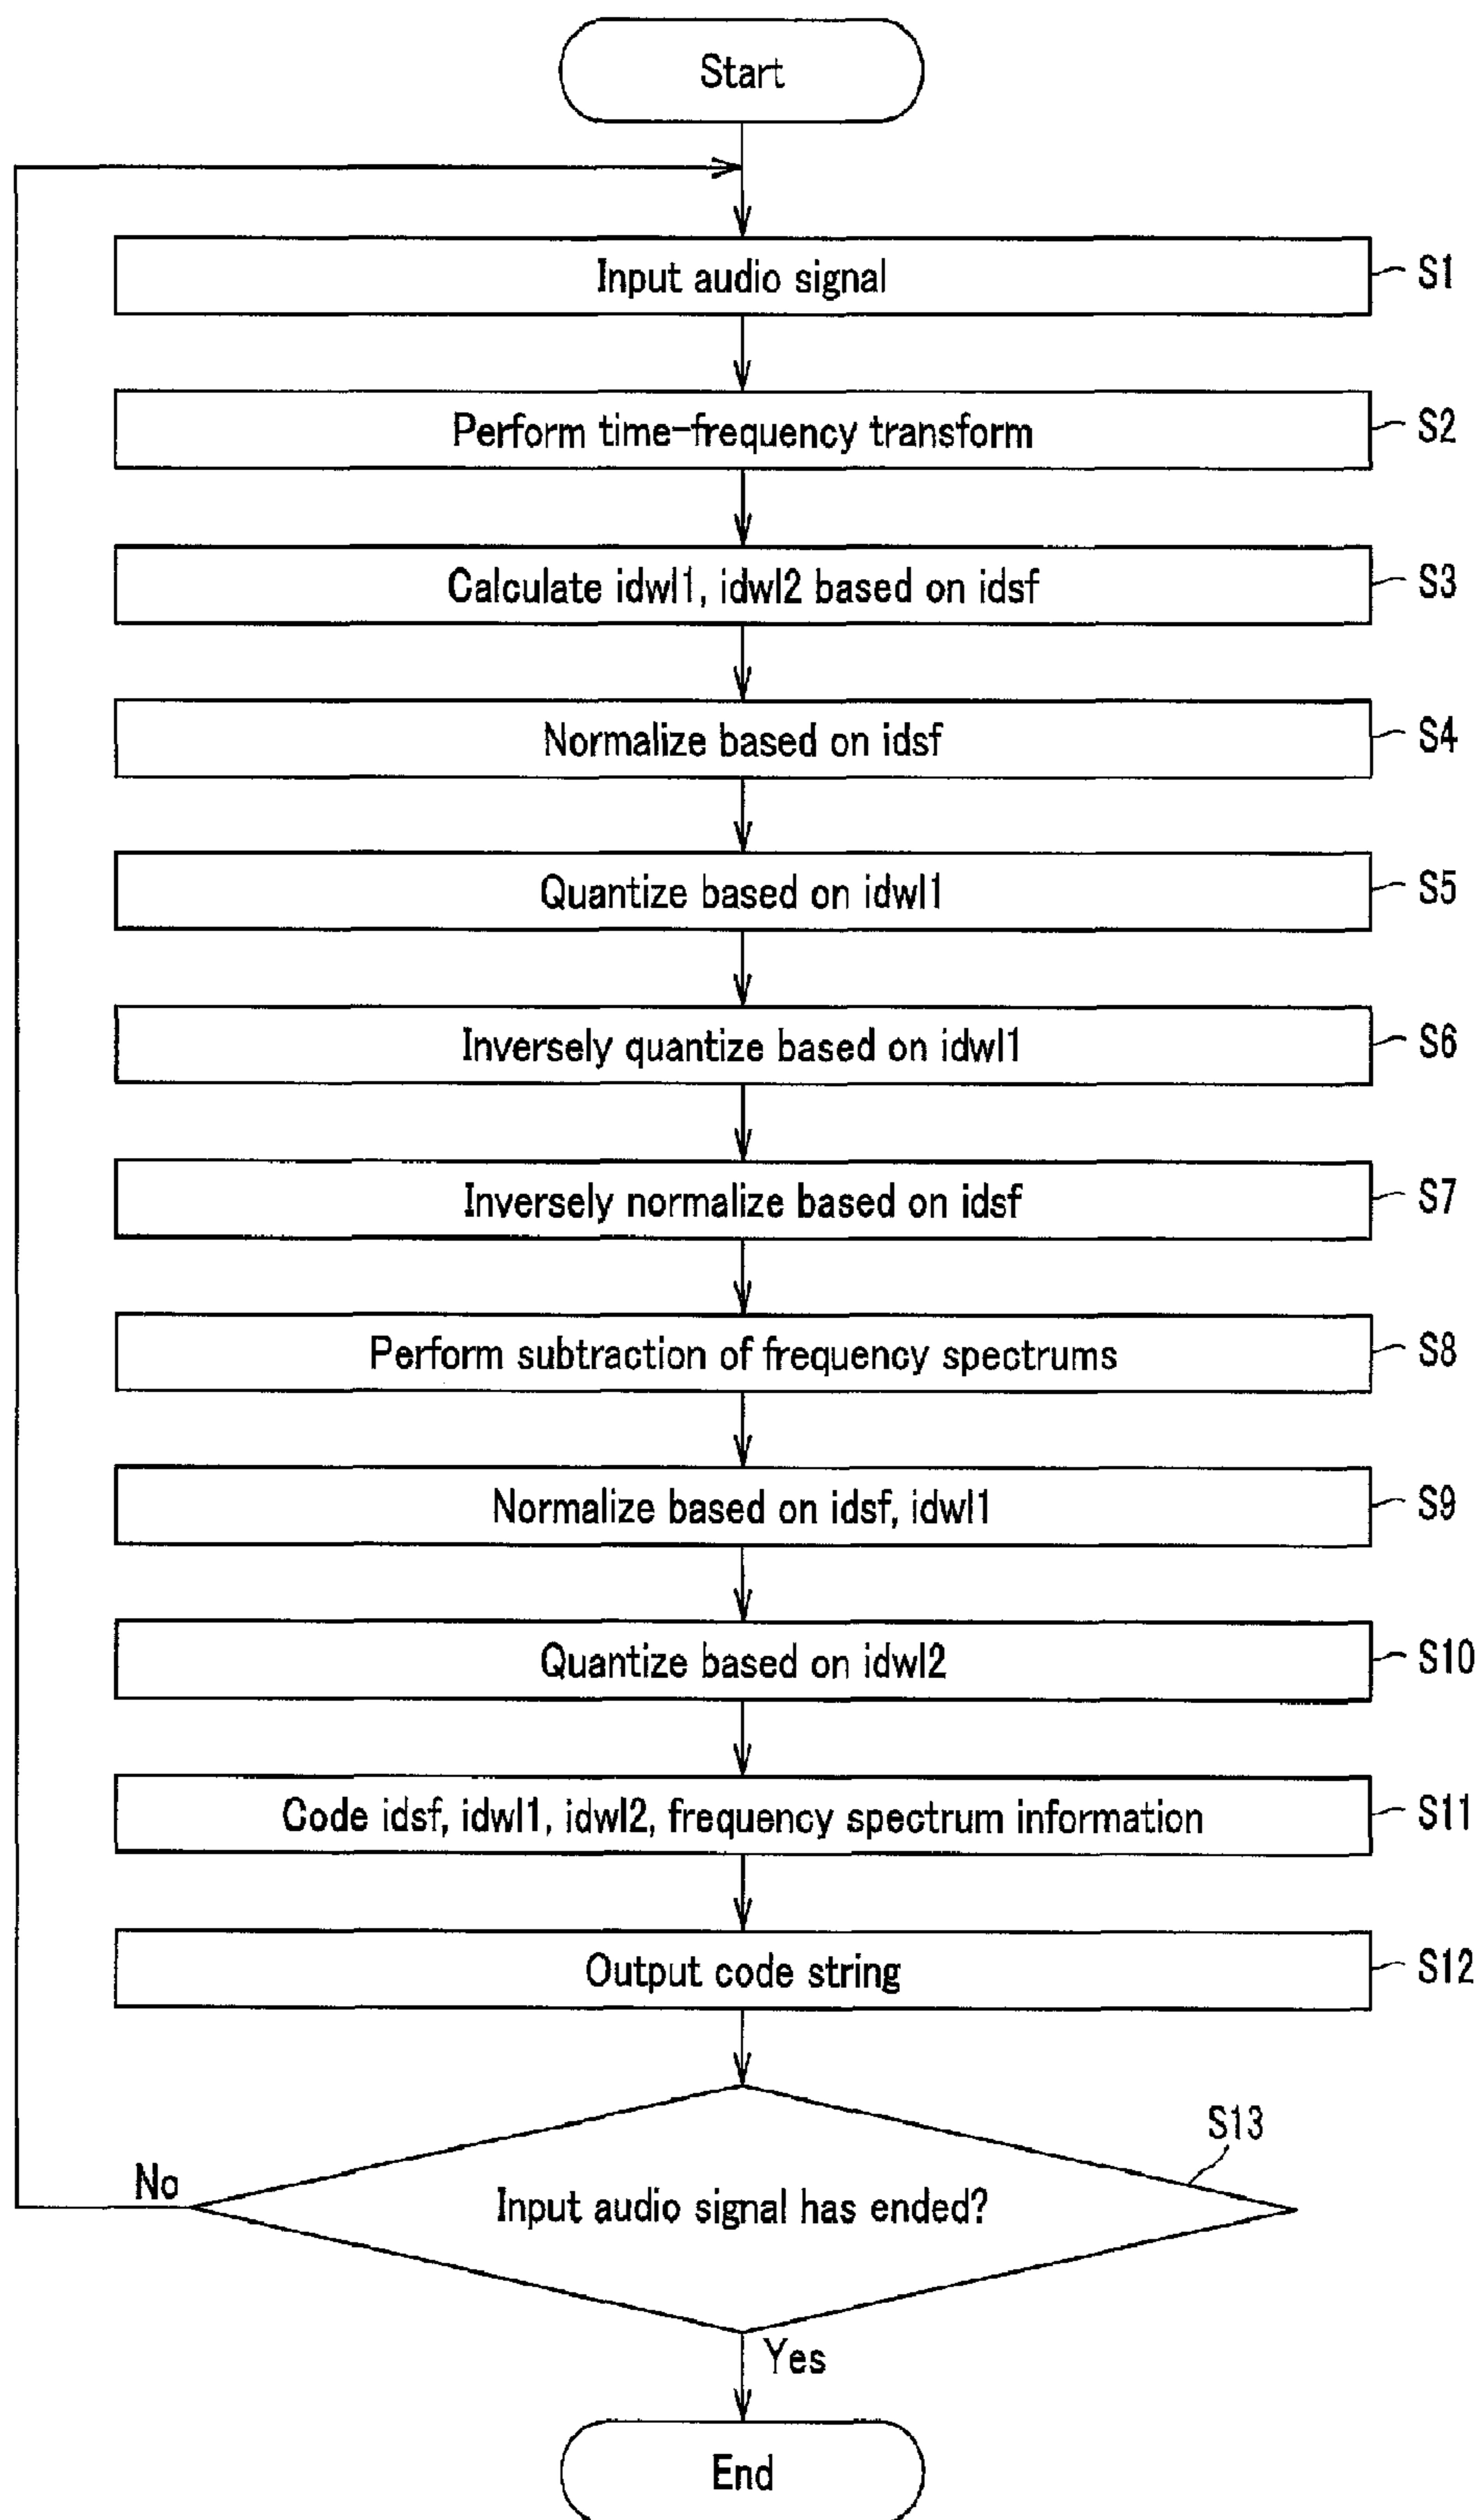 Start
Input audio signal
S1
Perform time-frequency transform
S2
Calculate idwl1, idwl2 based on idsf
S3
Normalize based on idsf
S4
Quantize based on idwl1
S5
Inversely quantize based on idwl1
S6
Inversely normalize based on idsf
S7
Perform subtraction of frequency spectrums
S8
Normalize based on idsf, idwl1
S9
Quantize based on idwl2
S10
Code idsf, idwl1, idwl2, frequency spectrum information
S11
Output code string
S12
S13
No
Input audio signal has ended?
Yes
End